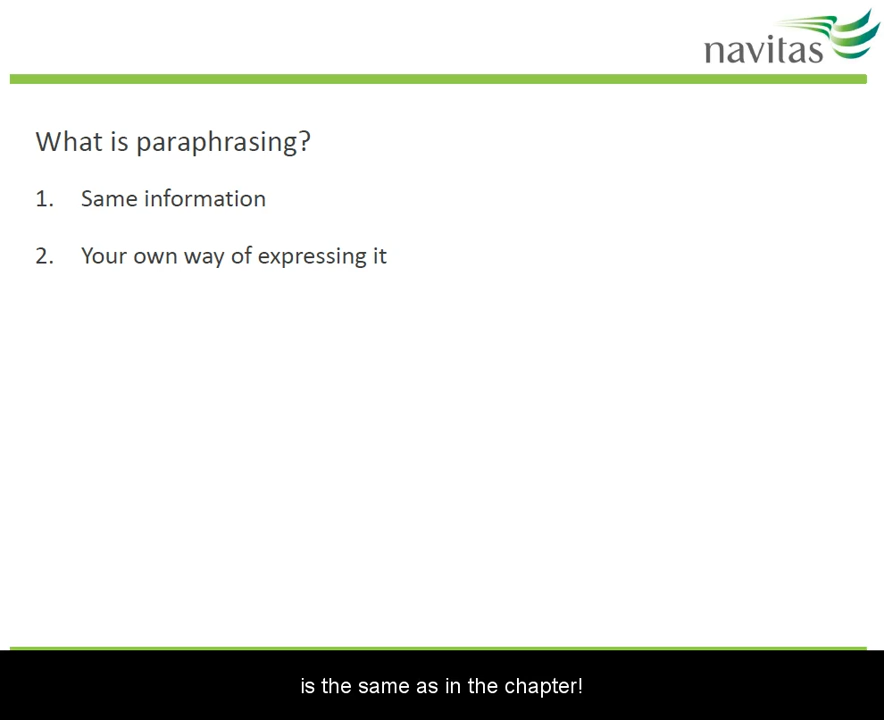 navitas
What is paraphrasing?
1. Same information
2. Your own way of expressing it
is the same as in the chapter!